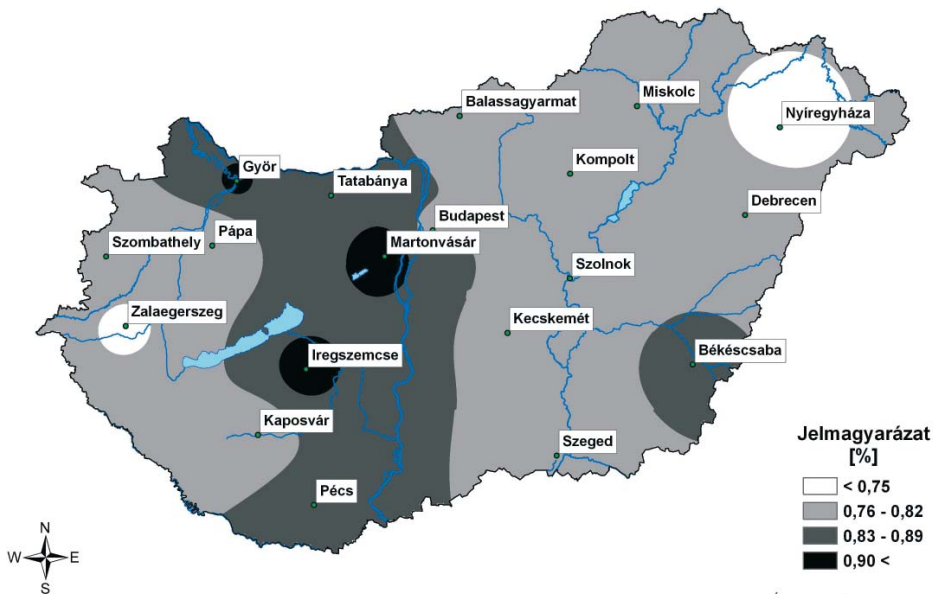 Balassagyarmat
Miskolc
Nyíregyháza
Györ
Tatabánya
Kompolt
Debrecen
Pápa
Budapest
Szombathely
Martonvásár
Szolnok
Zalaegerszeg
Kecskemét
Iregszemcse
Békéscsaba
Kaposvár
Szeged
Pécs
Jelmagyarázat
[%]
< 0,75
0,76 - 0,82
0,83 - 0,89
0,90 <
N
W E
S